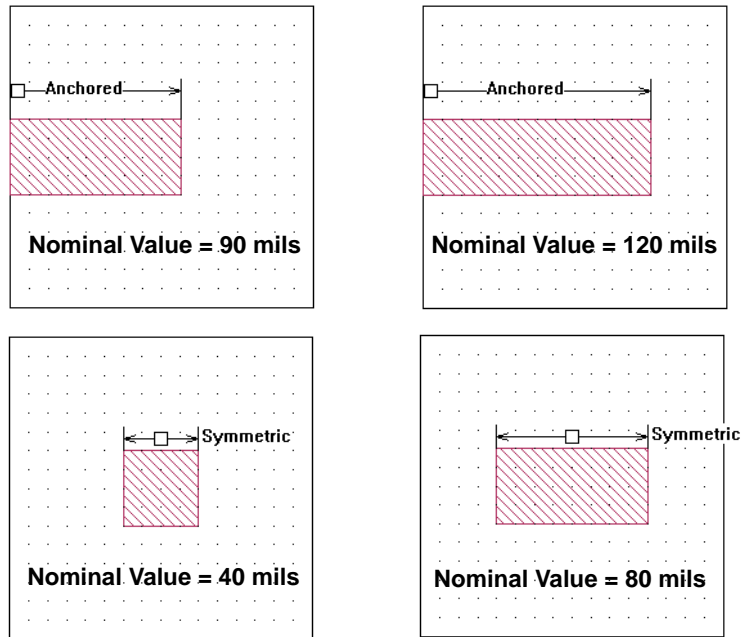 Anchored
Anchored
Nominal Value = 90 mils
Nominal Value = 120 mils
Symmetric
Symmetric
Nominal Value = 40 mils
Nominal Value = 80 mils